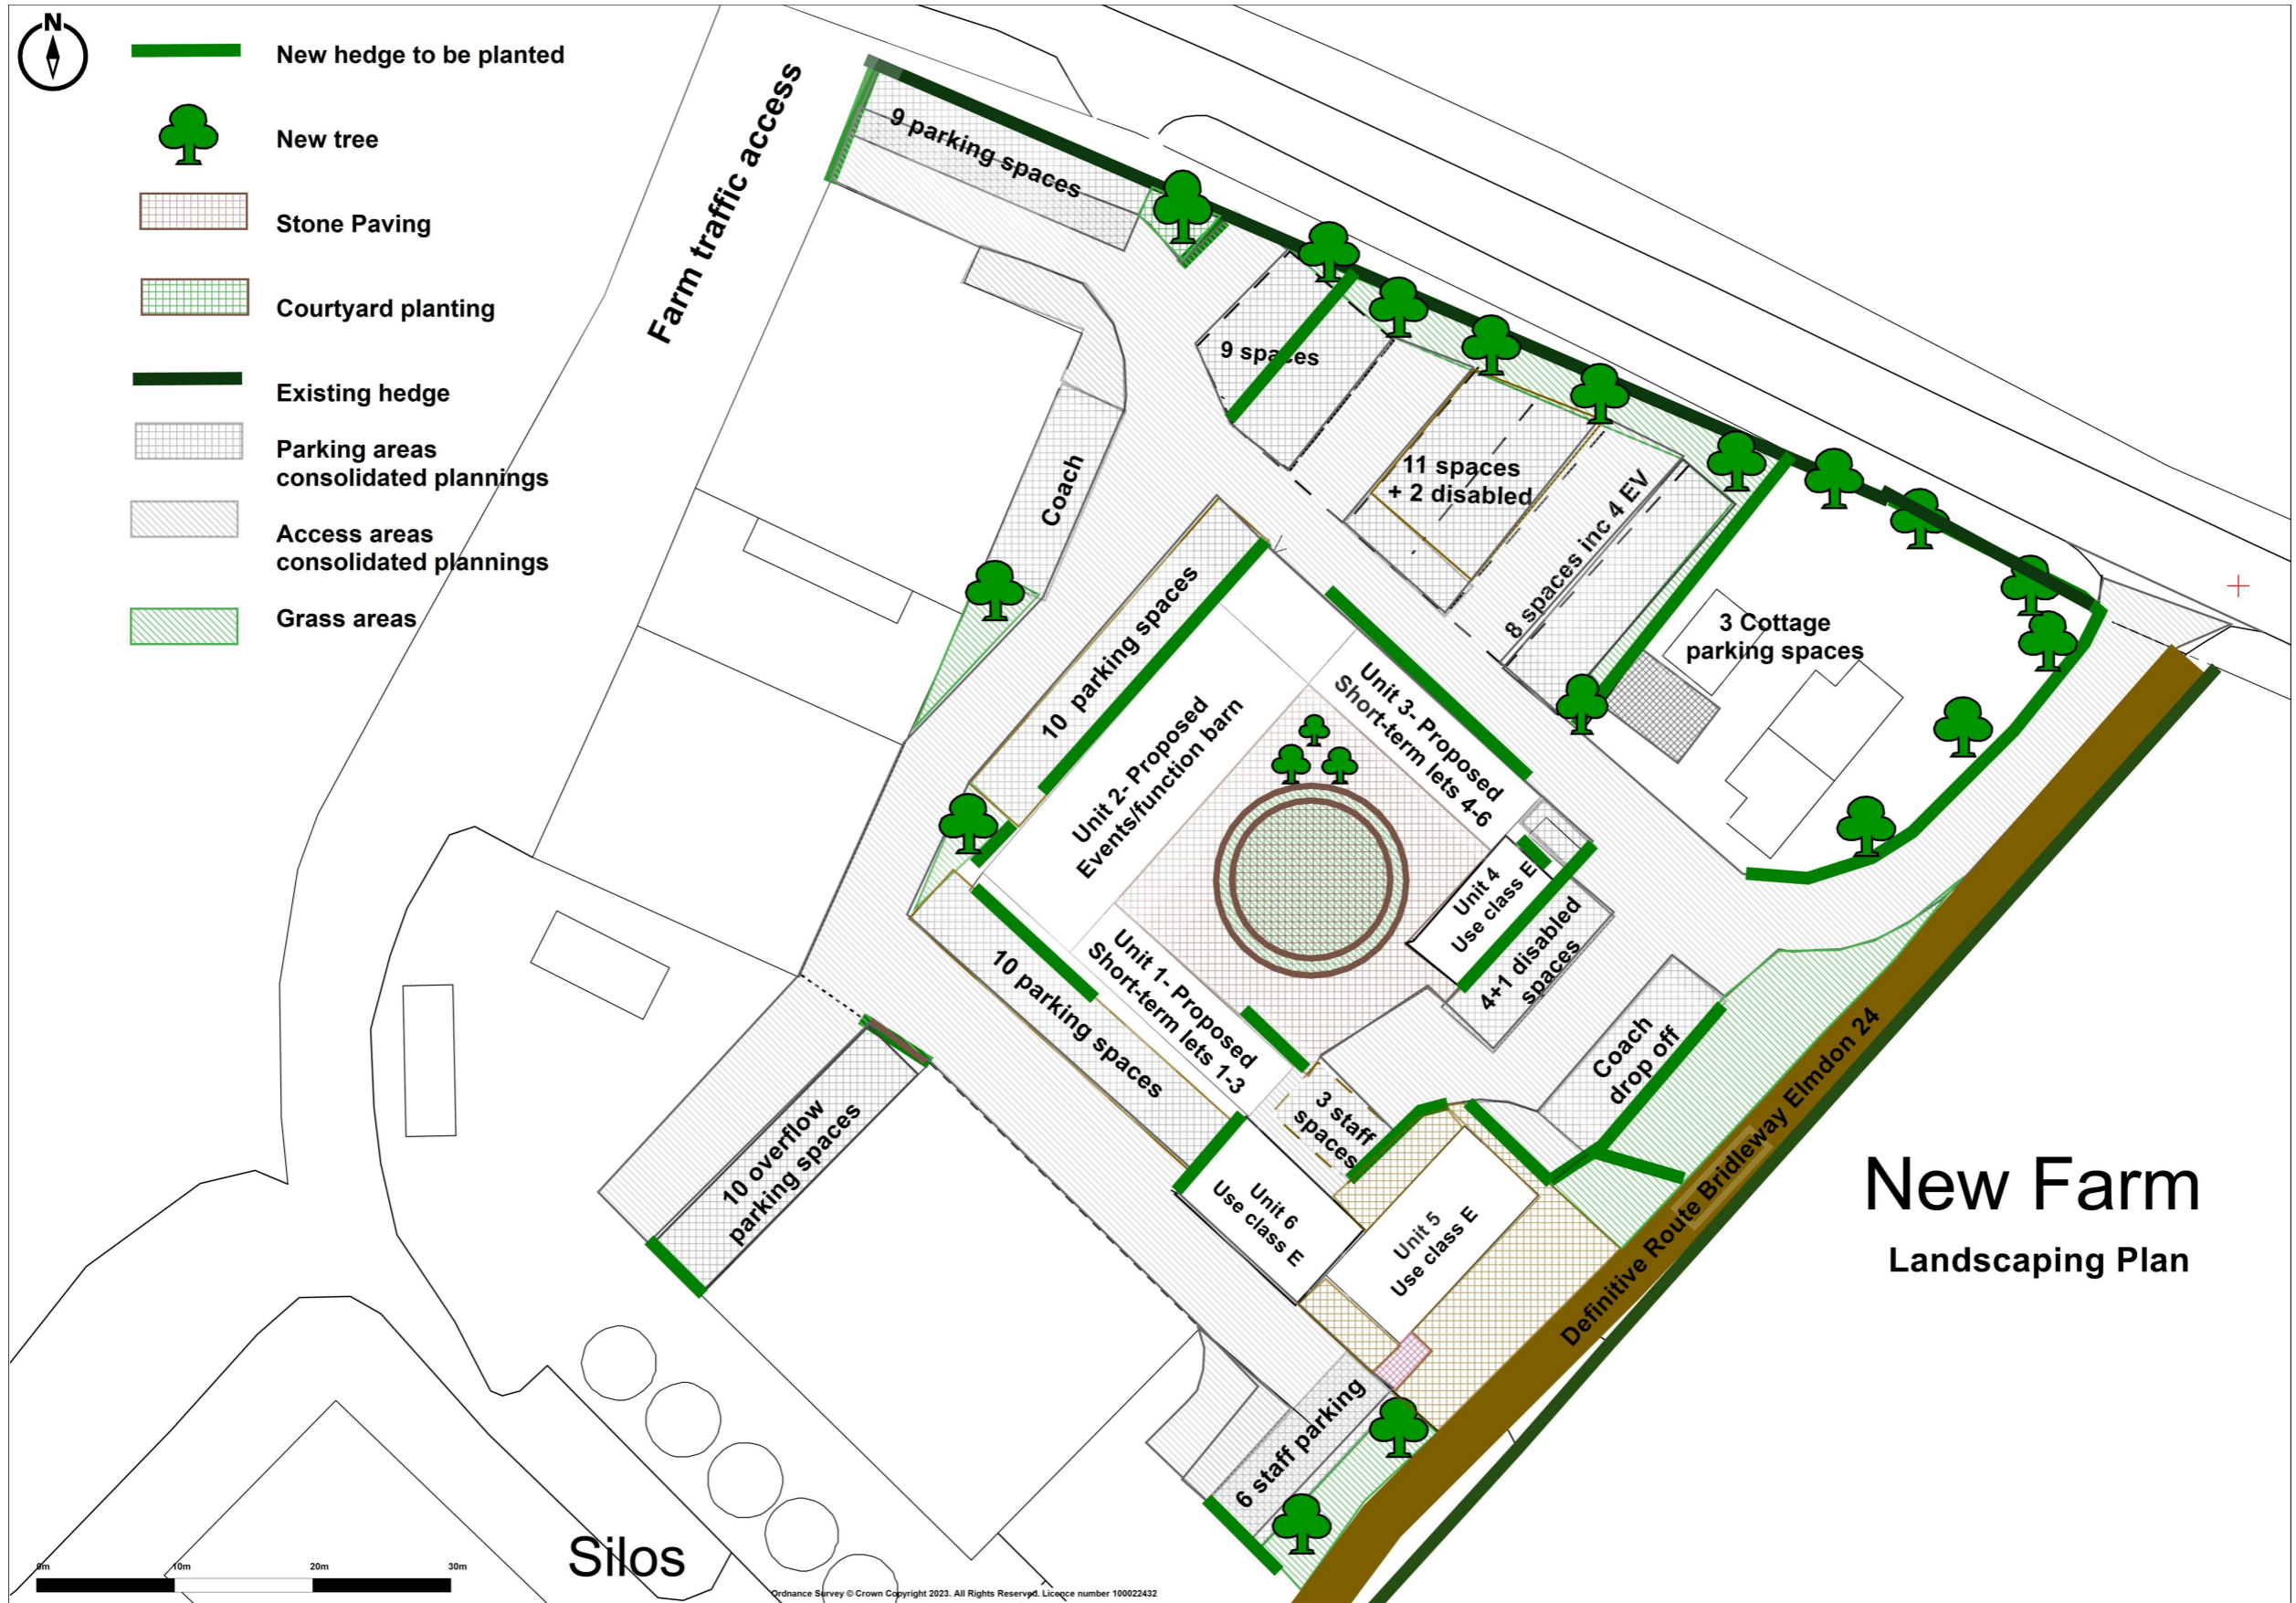 N
New hedge to be planted
New tree
Stone Paving
Courtyard planting
Existing hedge
Parking areas
consolidated plannings
Access areas
consolidated plannings
Grass areas
Farm traffic access
9 parking spaces
9 spaces
11 spaces
+ 2 disabled
8 spaces inc 4 EV
Coach
3 Cottage
parking spaces
10 parking spaces
Unit 2- Proposed
Events/function barn
Unit 3- Proposed
Short-term lets 4-6
Unit 4
Use class E
4+1 disabled
spaces
10 parking spaces
Unit 1- Proposed
Short-term lets 1-3
Coach
drop off
3 staff
spaces
10 overflow
parking spaces
Unit 6
Use class E
Unit 5
Use class E
Definitive Route Bridleway Elmdon 24
6 staff parking
New Farm
Landscaping Plan
Silos
0m
10m
20m
30m
Ordnance Survey © Crown Copyright 2023. All Rights Reserved. Licence number 100022432